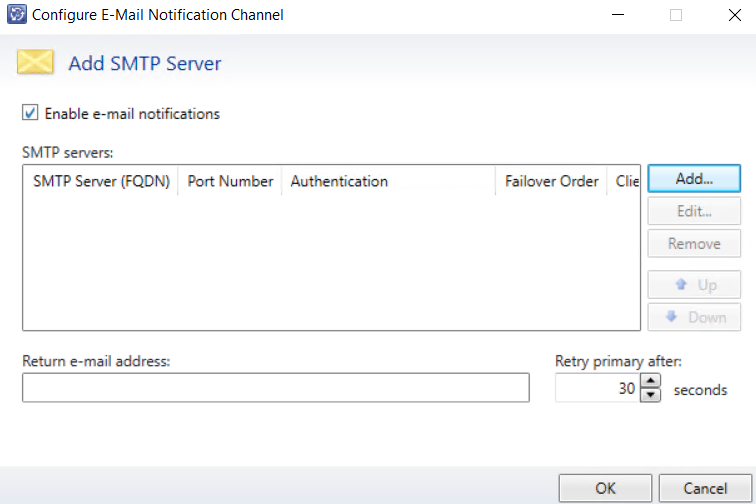 Configure E-Mail Notification Channel
Add SMTP Server
Enable e-mail notifications
SMTP servers:
SMTP Server (FQDN) Port Number Authentication Failover Order Clie
Add...
Edit...
Remove
Up
Down
Return e-mail address: Retry primary after:
30 seconds
OK Cancel